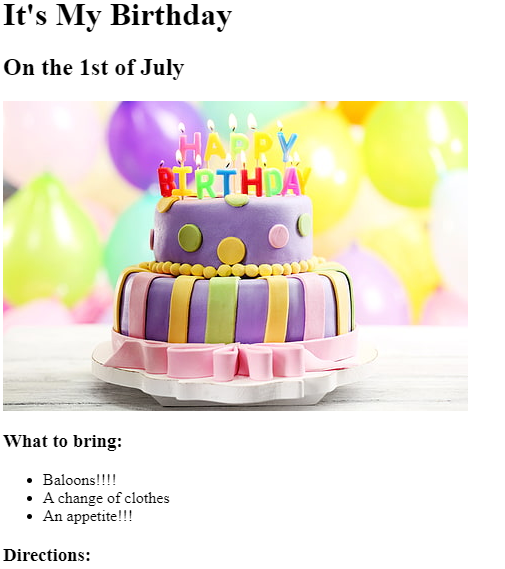 It's My Birthday
On the 1st of July
HAPPY
BIRTHDAY
What to bring:
Baloons!!!!
A change of clothes
An appetite!!!
Directions: